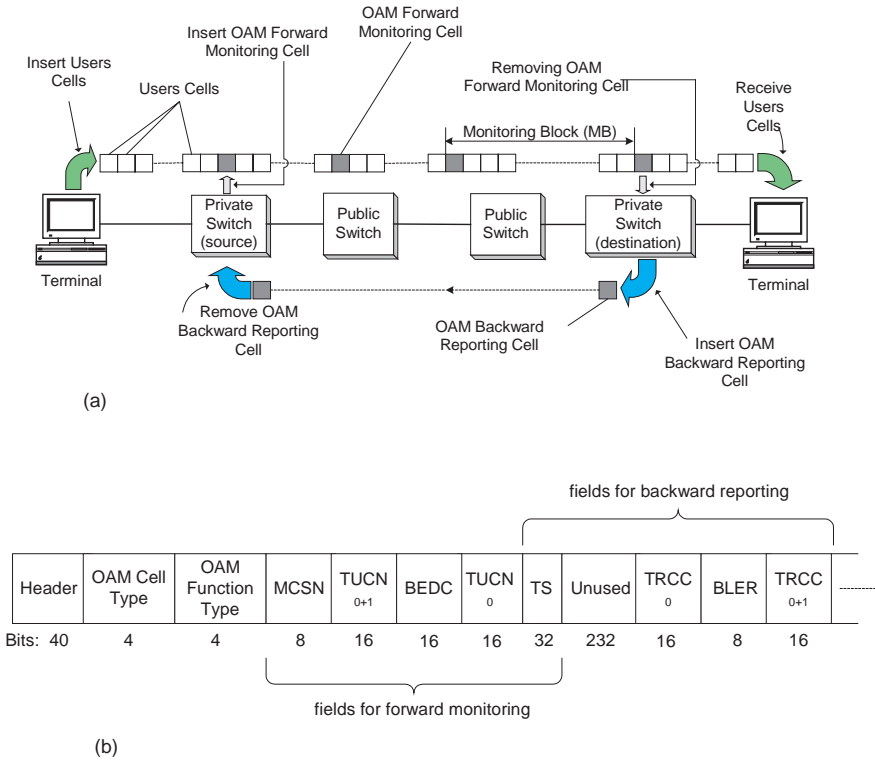 OAM Forward
Monitoring Cell
Insert OAM Forward
Monitoring Cell
Insert Users
Cells
Users Cells
Removing OAM
Forward Monitoring Cell
Receive
Users
Cells
Monitoring Block (MB)
Private
Switch
(source)
Public
Switch
Public
Switch
Private
Switch
(destination)
Terminal
Terminal
Remove OAM
Backward Reporting
Cell
OAM Backward
Reporting Cell
Insert OAM
Backward Reporting
Cell
(a)
fields for backward reporting
Header
OAM Cell
Type
OAM
Function
Type
MCSN
TUCN
0+1
BEDC
TUCN
0
TS
Unused
TRCC
0
BLER
TRCC
0+1
Bits: 40 4 4 8 16 16 16 32 232 16 8 16
fields for forward monitoring
(b)